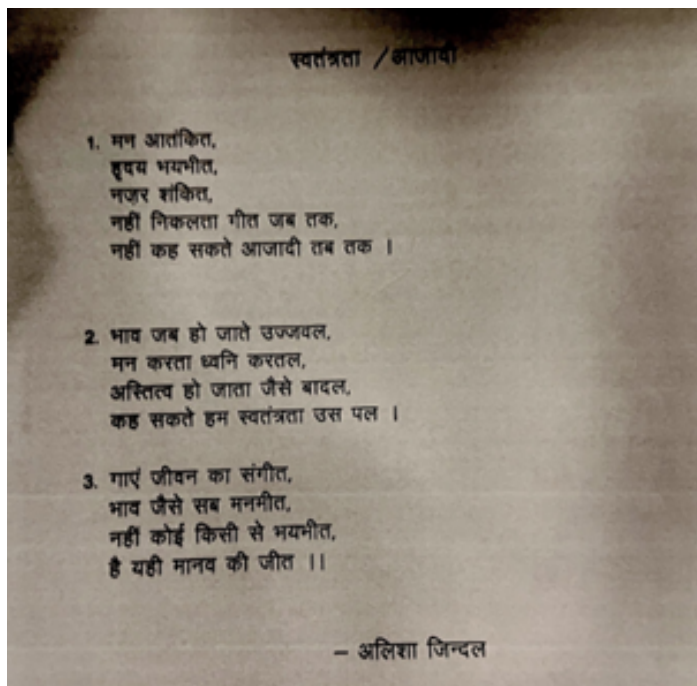 स्वतंत्रता / आजादी
1. मन आतंकित,
हृदय भयभीत,
नज़र शंकित,
नहीं निकलता गीत जब तक,
नहीं कह सकते आजादी तब तक ।
2. भाव जब हो जाते उज्जवल,
मन करता ध्वनि करतल,
अस्तित्व हो जाता जैसे बादल,
कह सकते हम स्वतंत्रता उस पल ।
3. गाएं जीवन का संगीत,
भाव जैसे सब मनमीत,
नहीं कोई किसी से भयभीत,
है यही मानव की जीत ।।
– अलिशा जिन्दल